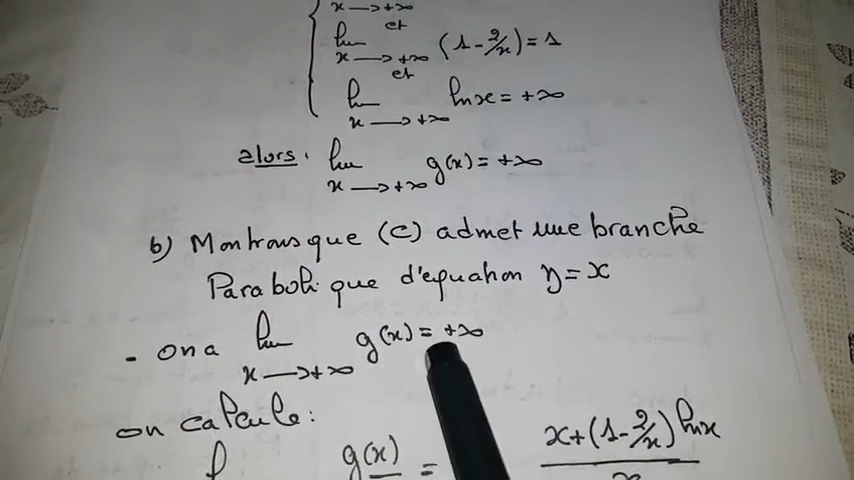 x → +∞
et
lim (1 - 2/x) = 1
x → +∞
et
lim lnx = +∞
x → +∞
alors : lim g(x) = +∞
x → +∞
b) Montrons que (C) admet une branche
Parabolique d'equation y = x
- on a lim g(x) = +∞
x → +∞
on calcule :
g(x) = x+(1-2/x)lnx